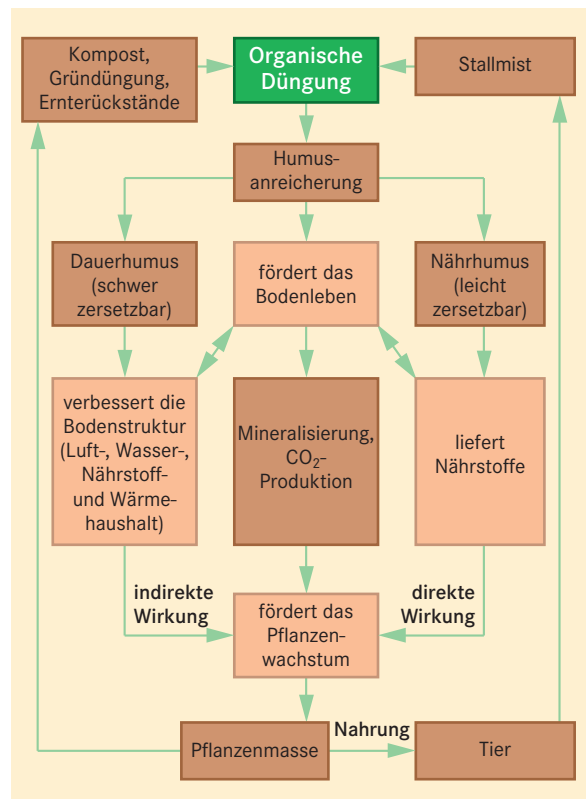 Kompost,
Gründüngung,
Ernterückstände
Organische
Düngung
Stallmist
Humus-
anreicherung
Dauerhumus
(schwer
zersetzbar)
fördert das
Bodenleben
Nährhumus
(leicht
zersetzbar)
verbessert die
Bodenstruktur
(Luft-, Wasser-,
Nährstoff-
und Wärme-
haushalt)
Mineralisierung,
CO₂-
Produktion
liefert
Nährstoffe
indirekte
Wirkung
fördert das
Pflanzen-
wachstum
direkte
Wirkung
Pflanzenmasse
Nahrung
Tier